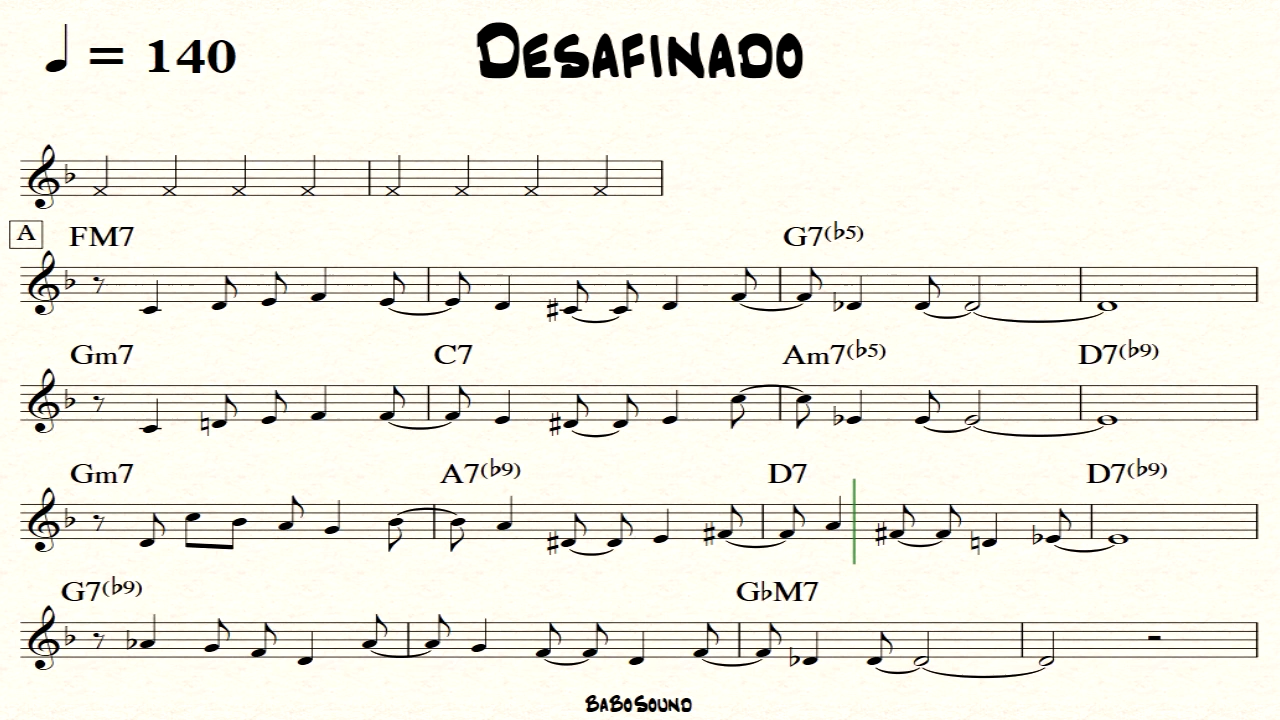 ♩ = 140
DESAFINADO
A FM7 G7(♭5)
Gm7 C7 Am7(♭5) D7(♭9)
Gm7 A7(♭9) D7 D7(♭9)
G7(♭9) G♭M7
BABOSOUND